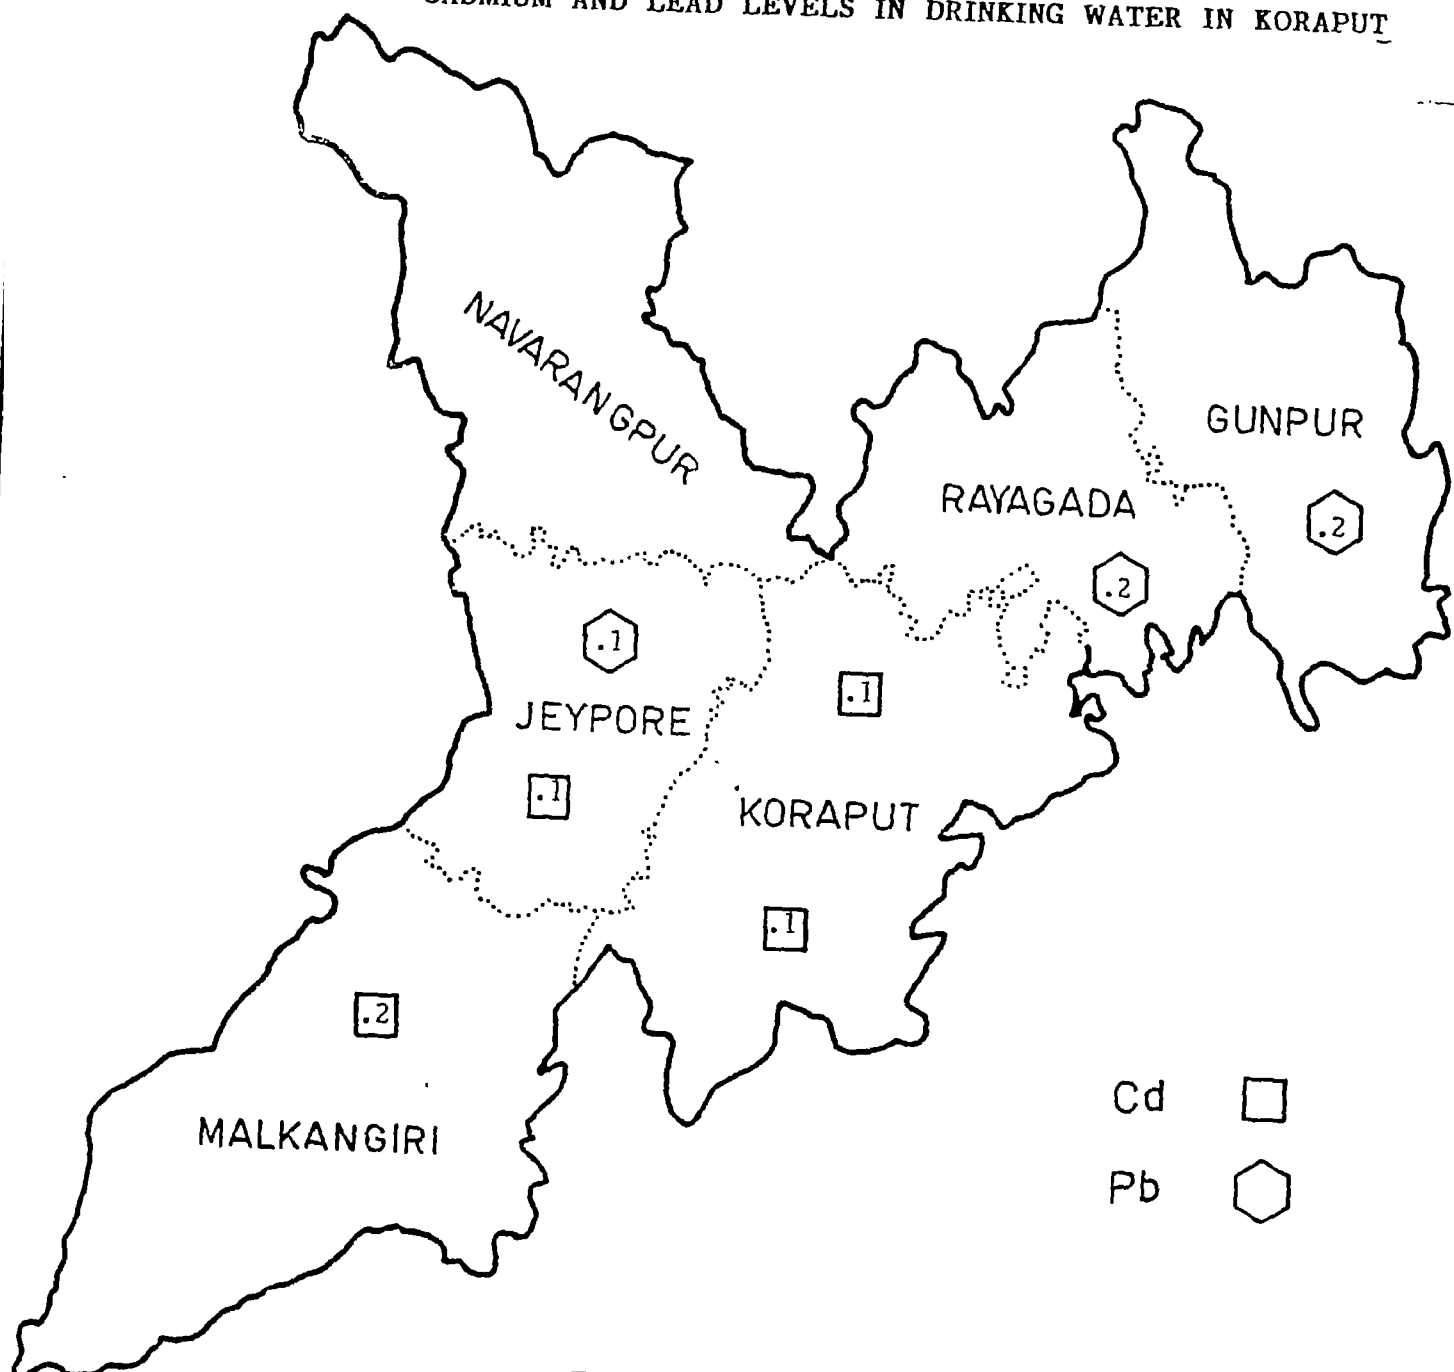 CADMIUM AND LEAD LEVELS IN DRINKING WATER IN KORAPUT
NAVARANGPUR
GUNPUR
RAYAGADA
.2
.2
.1
.1
JEYPORE
.1
KORAPUT
.1
.2
MALKANGIRI
Cd
Pb